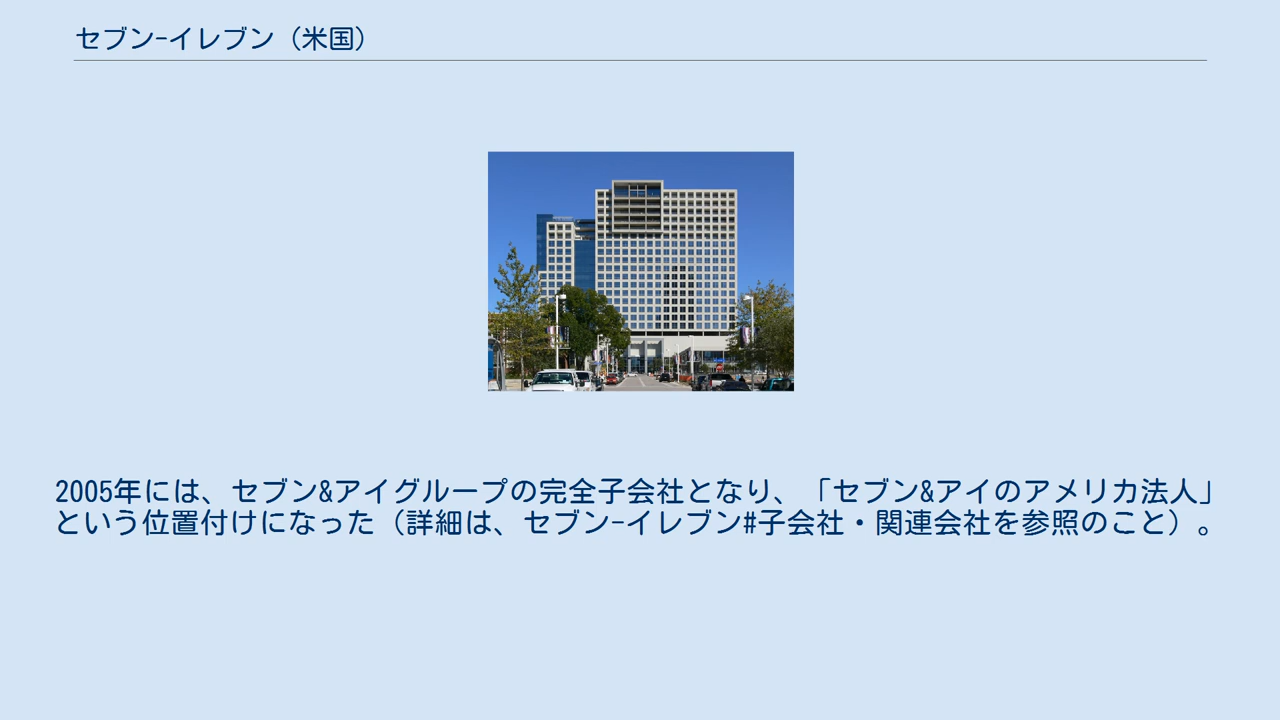 セブン-イレブン（米国）
2005年には、セブン&アイグループの完全子会社となり、「セブン&アイのアメリカ法人」
という位置付けになった（詳細は、セブン-イレブン#子会社・関連会社を参照のこと）。